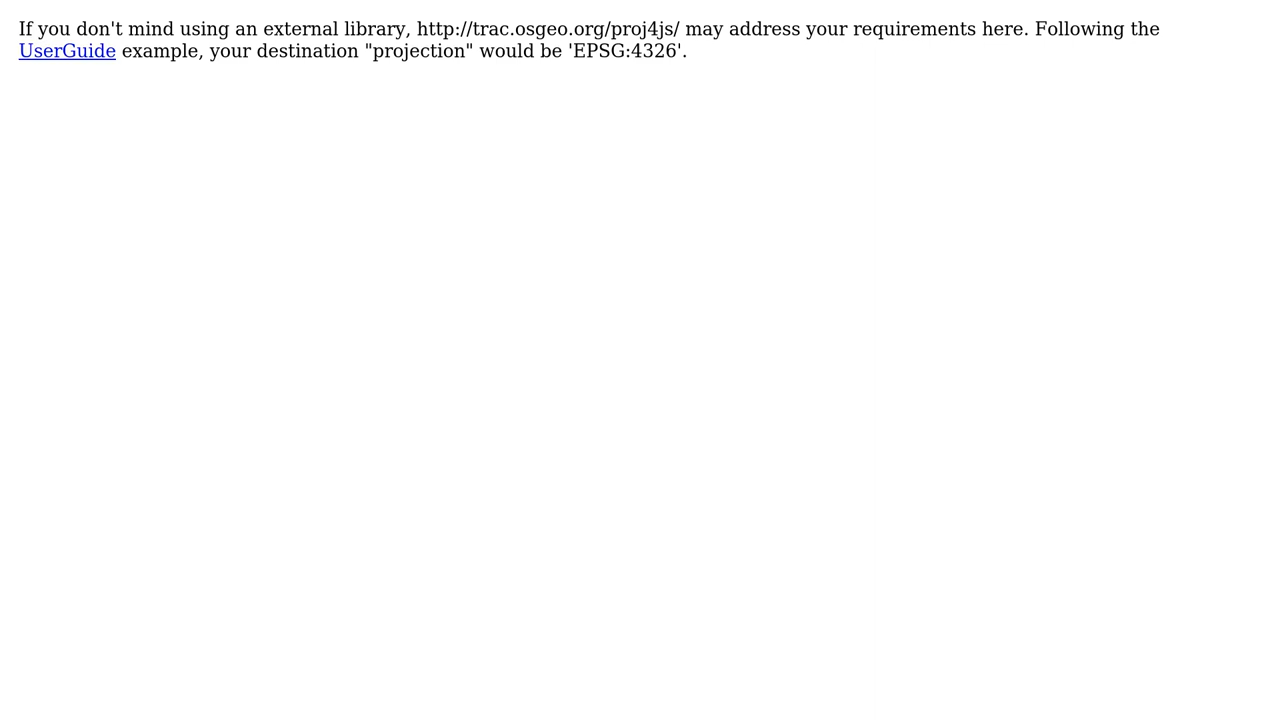 If you don't mind using an external library, http://trac.osgeo.org/proj4js/ may address your requirements here. Following the
UserGuide example, your destination "projection" would be 'EPSG:4326'.